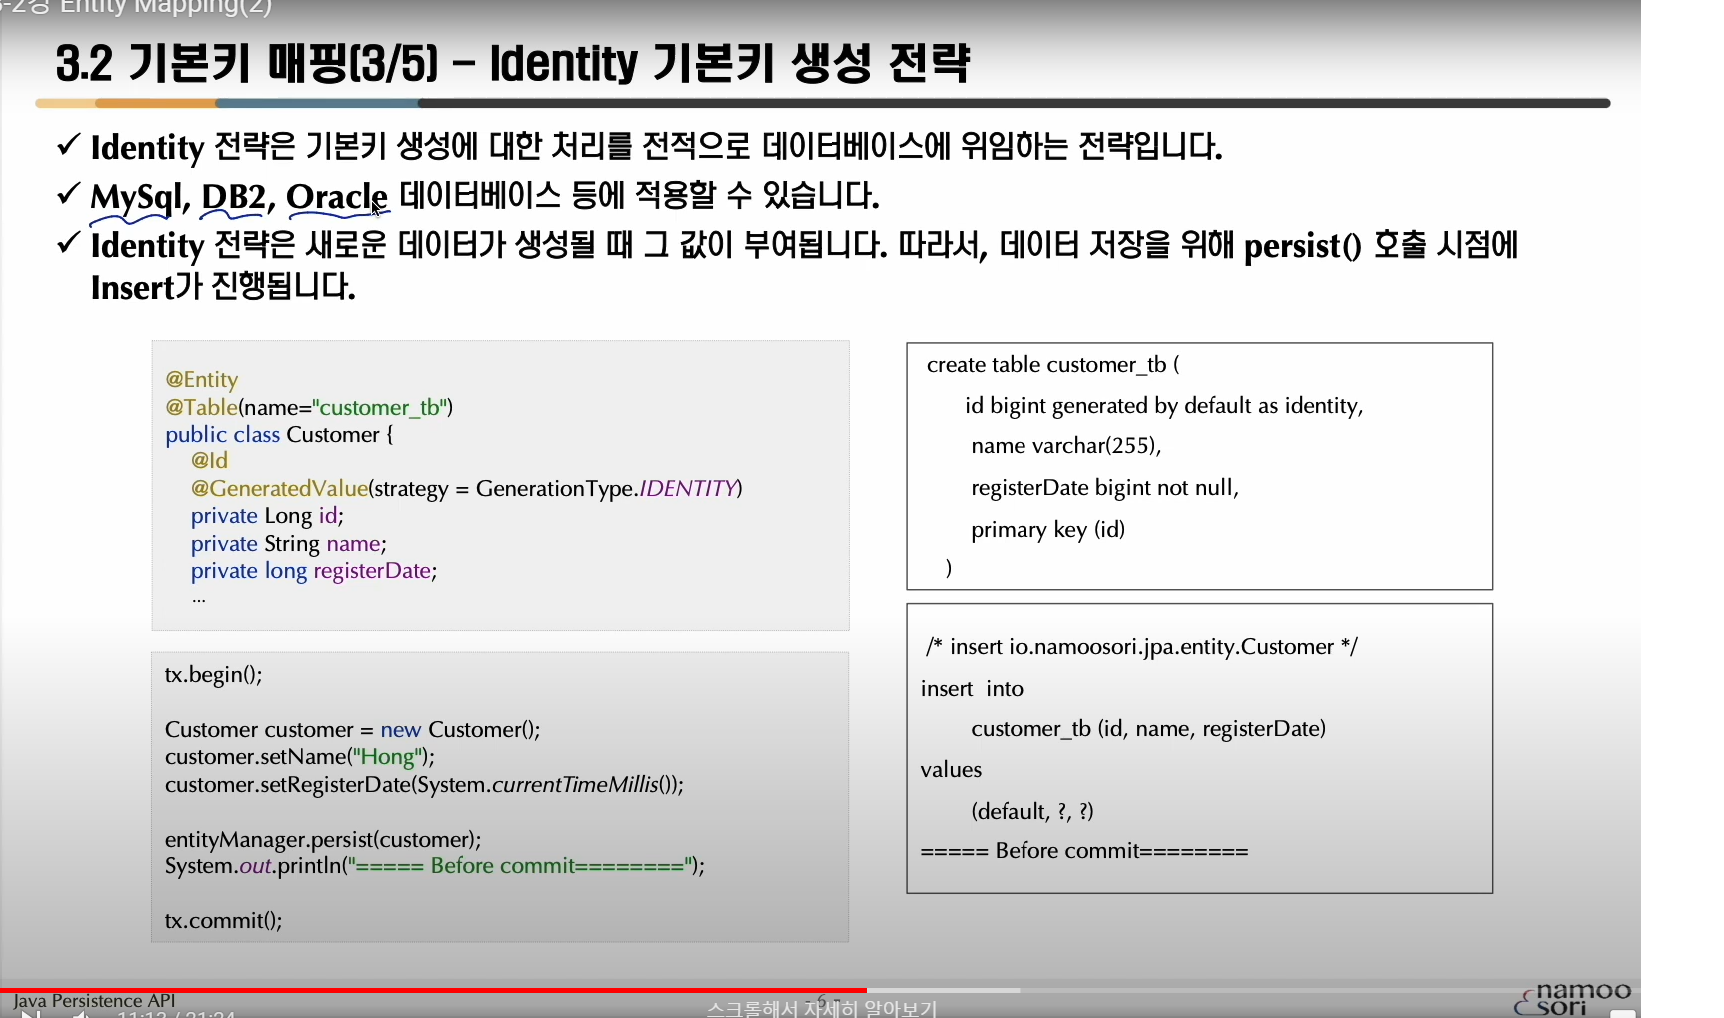 3-2강 Entity Mapping(2)
3.2 기본키 매핑(3/5) – Identity 기본키 생성 전략
✓ Identity 전략은 기본키 생성에 대한 처리를 전적으로 데이터베이스에 위임하는 전략입니다.
✓ MySql, DB2, Oracle 데이터베이스 등에 적용할 수 있습니다.
✓ Identity 전략은 새로운 데이터가 생성될 때 그 값이 부여됩니다. 따라서, 데이터 저장을 위해 persist() 호출 시점에
Insert가 진행됩니다.
@Entity
@Table(name="customer_tb")
public class Customer {
@Id
@GeneratedValue(strategy = GenerationType.IDENTITY)
private Long id;
private String name;
private long registerDate;
...
tx.begin();
Customer customer = new Customer();
customer.setName("Hong");
customer.setRegisterDate(System.currentTimeMillis());
entityManager.persist(customer);
System.out.println("===== Before commit========");
tx.commit();
create table customer_tb (
id bigint generated by default as identity,
name varchar(255),
registerDate bigint not null,
primary key (id)
)
/* insert io.namoosori.jpa.entity.Customer */
insert into
customer_tb (id, name, registerDate)
values
(default, ?, ?)
===== Before commit========
Java Persistence API
- 6 -
스크롤해서 자세히 알아보기
11:13 / 21:24
namoo
sori